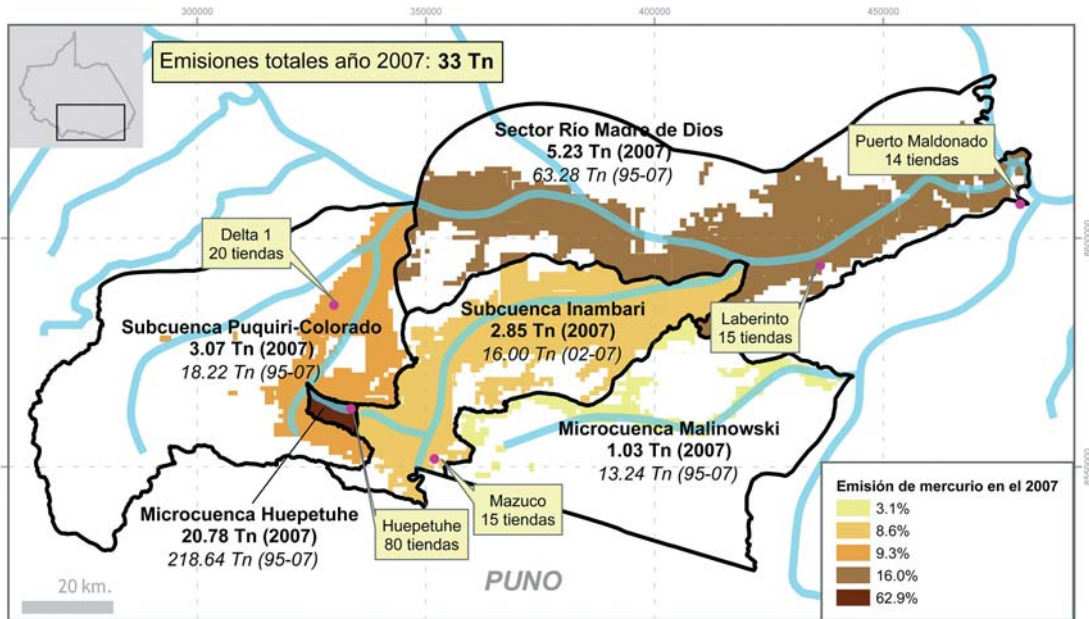 300000
350000
400000
450000
Emisiones totales año 2007: 33 Tn
Sector Río Madre de Dios
5.23 Tn (2007)
63.28 Tn (95-07)
Puerto Maldonado
14 tiendas
Delta 1
20 tiendas
8600000
Subcuenca Puquiri-Colorado
3.07 Tn (2007)
18.22 Tn (95-07)
Subcuenca Inambari
2.85 Tn (2007)
16.00 Tn (02-07)
Laberinto
15 tiendas
Microcuenca Malinowski
1.03 Tn (2007)
13.24 Tn (95-07)
8550000
Microcuenca Huepetuhe
20.78 Tn (2007)
218.64 Tn (95-07)
Huepetuhe
80 tiendas
Mazuco
15 tiendas
PUNO
20 km.
Emisión de mercurio en el 2007
3.1%
8.6%
9.3%
16.0%
62.9%